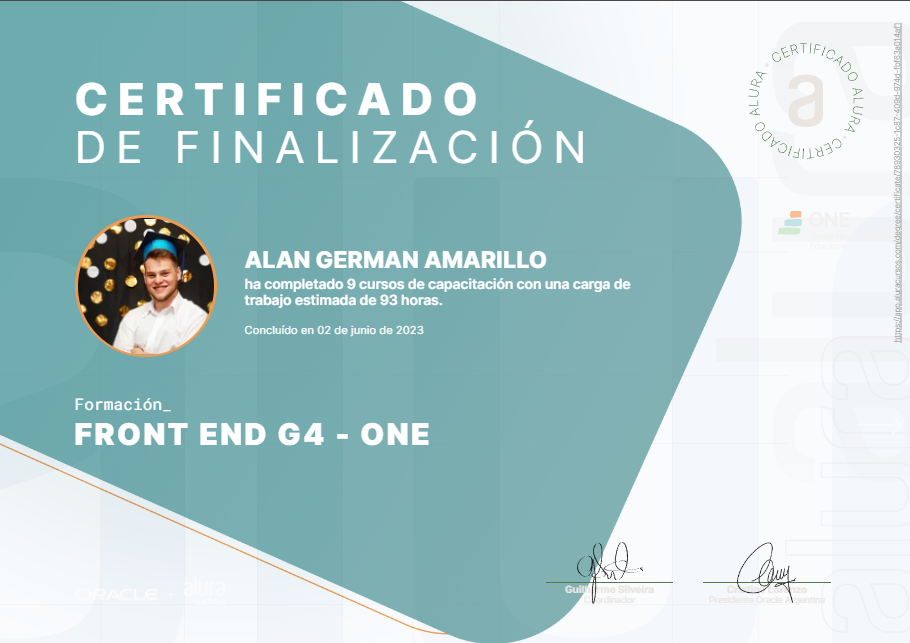 CERTIFICADO
DE FINALIZACIÓN
CERTIFICADO ALURA · CERTIFICADO ALURA ·
a
ONE
ALAN GERMAN AMARILLO
ha completado 9 cursos de capacitación con una carga de
trabajo estimada de 93 horas.
Concluído en 02 de junio de 2023
Formación_
FRONT END G4 - ONE
ORACLE + alura
Guilherme Silveira
Coordinador
Presidente Oracle Argentina